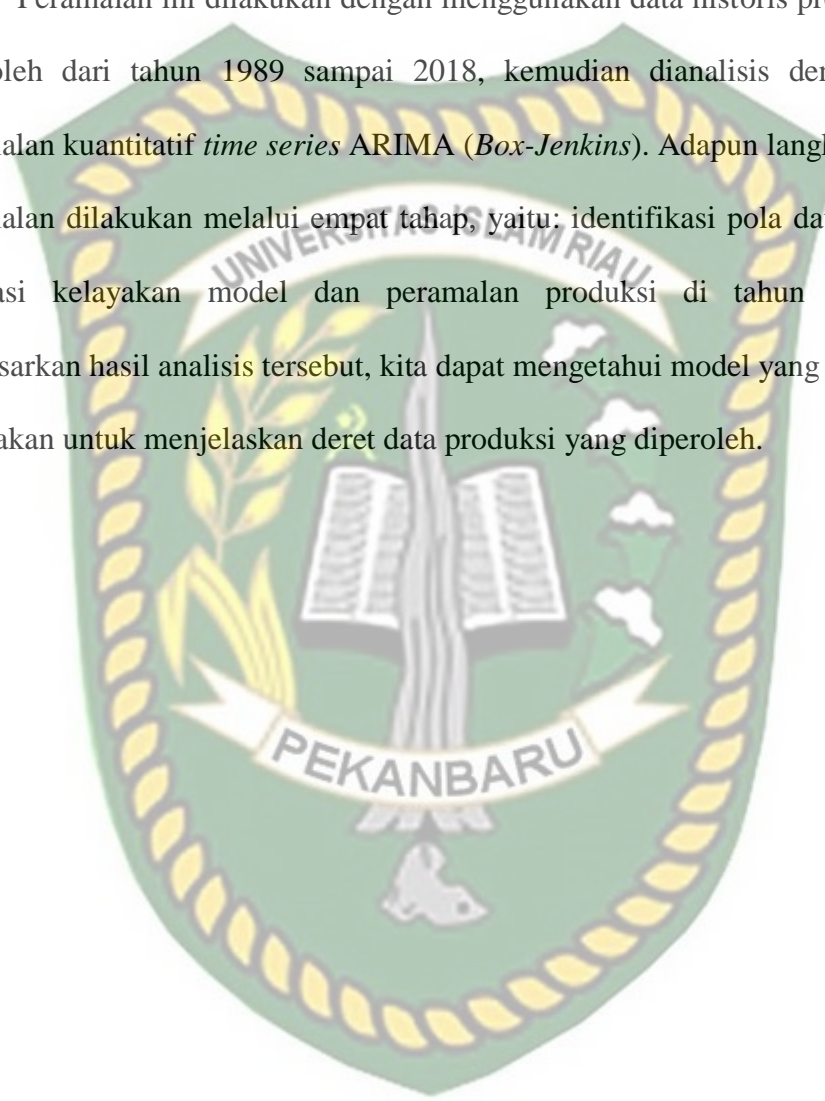 Peramalan ini dilakukan dengan menggunakan data historis pr
oleh dari tahun 1989 sampai 2018, kemudian dianalisis de
alan kuantitatif time series ARIMA (Box-Jenkins). Adapun lang
alan dilakukan melalui empat tahap, yaitu: identifikasi pola da
asi kelayakan model dan peramalan produksi di tahun
sarkan hasil analisis tersebut, kita dapat mengetahui model yang
akan untuk menjelaskan deret data produksi yang diperoleh.
UNIVERSITAS ISLAM RIAU
PEKANBARU